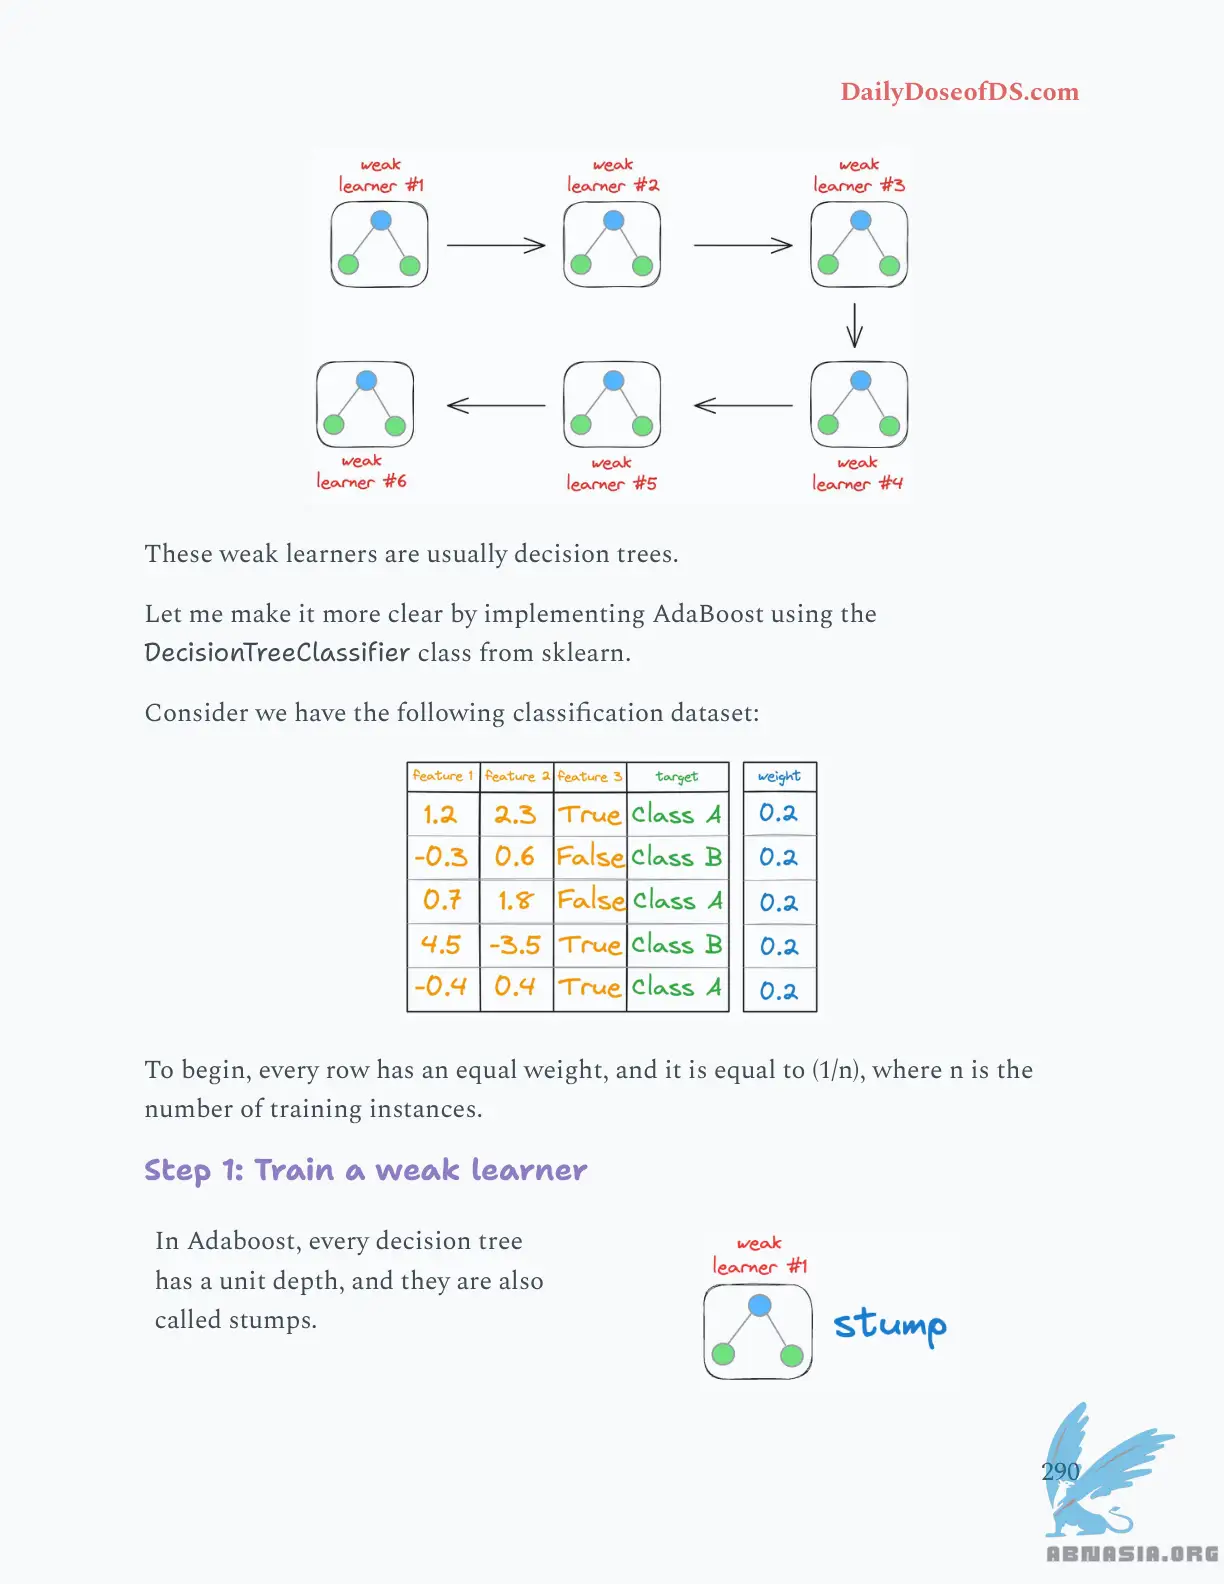 DailyDoseofDS.com
weak weak weak
learner #1 learner #2 learner #3
weak weak weak
learner #6 learner #5 learner #4
These weak learners are usually decision trees.
Let me make it more clear by implementing AdaBoost using the
DecisionTreeClassifier class from sklearn.
Consider we have the following classification dataset:
feature 1 feature 2 feature 3 target weight
1.2 2.3 True Class A 0.2
-0.3 0.6 False Class B 0.2
0.7 1.8 False Class A 0.2
4.5 -3.5 True Class B 0.2
-0.4 0.4 True Class A 0.2
To begin, every row has an equal weight, and it is equal to (1/n), where n is the
number of training instances.
Step 1: Train a weak learner
In Adaboost, every decision tree
has a unit depth, and they are also
called stumps.
weak
learner #1
stump
290
ABNASIA.ORG